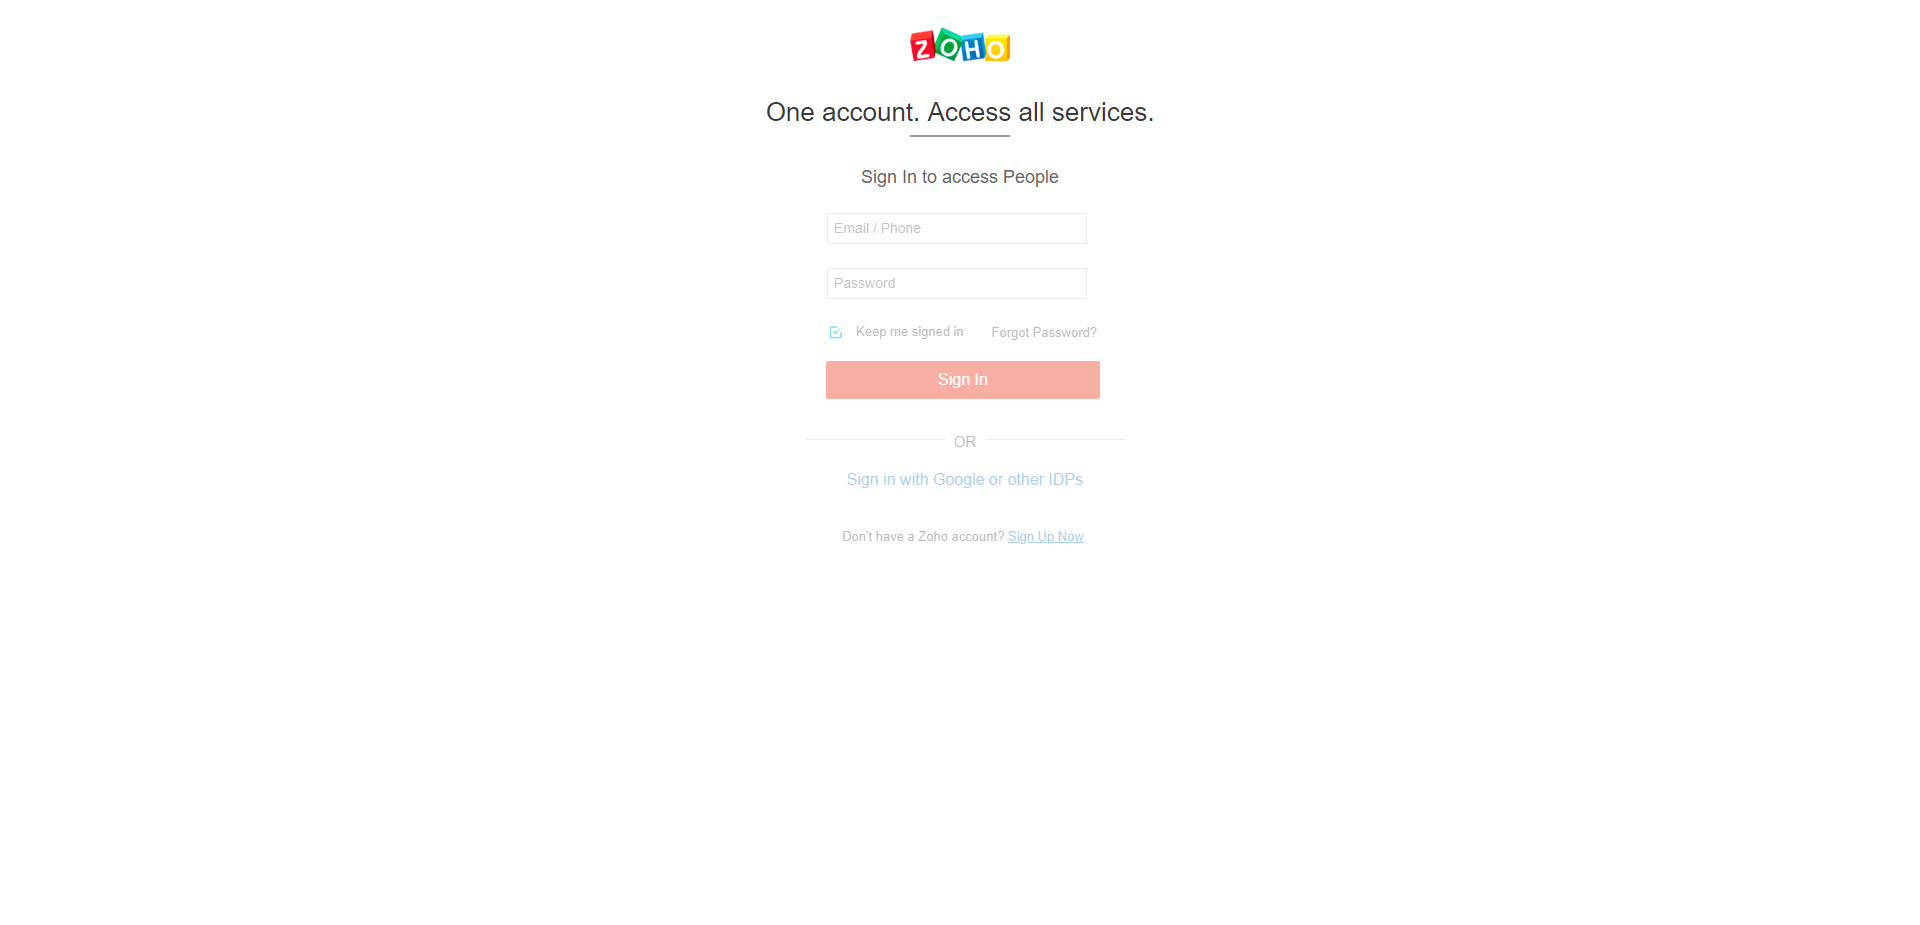 ZOHO
One account. Access all services.
Sign In to access People
Email / Phone
Password
Keep me signed in Forgot Password?
Sign In
OR
Sign in with Google or other IDPs
Don't have a Zoho account? Sign Up Now